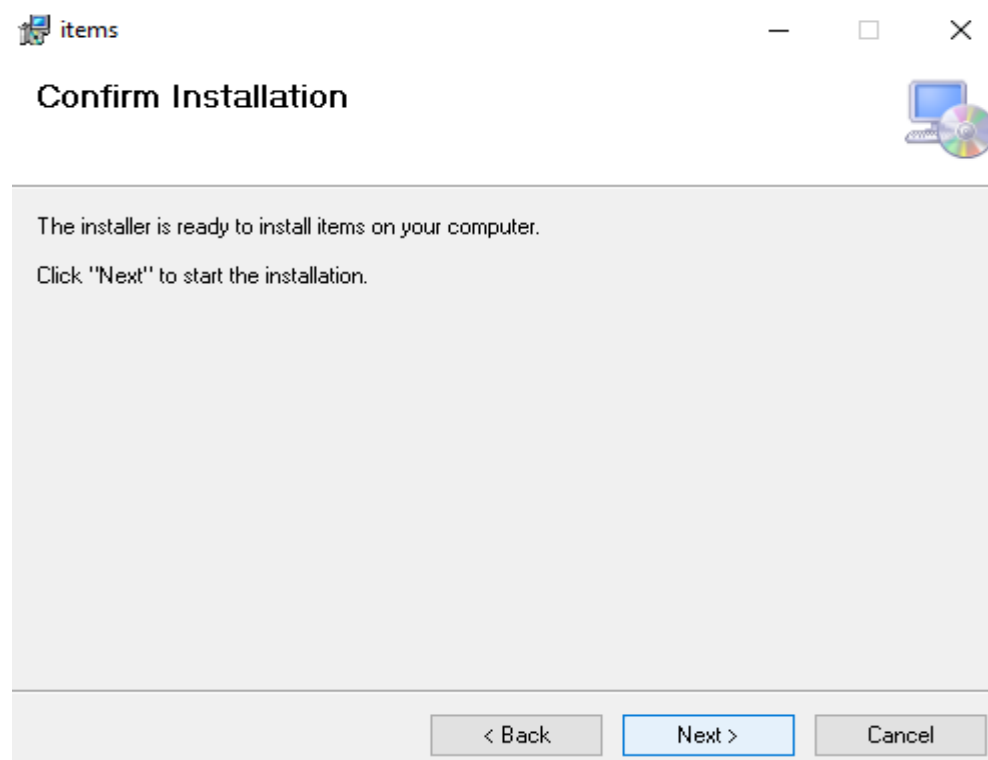 items
Confirm Installation
The installer is ready to install items on your computer.
Click "Next" to start the installation.
< Back
Next >
Cancel